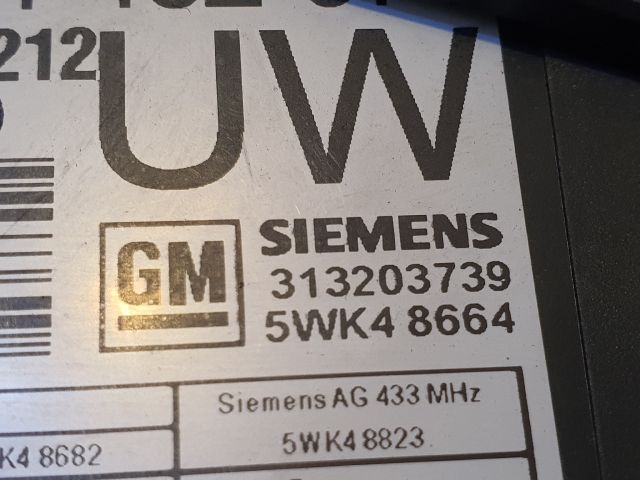 212
UW
GM
SIEMENS
313203739
5WK4 8664
Siemens AG 433 MHz
K4 8682
5WK4 8823